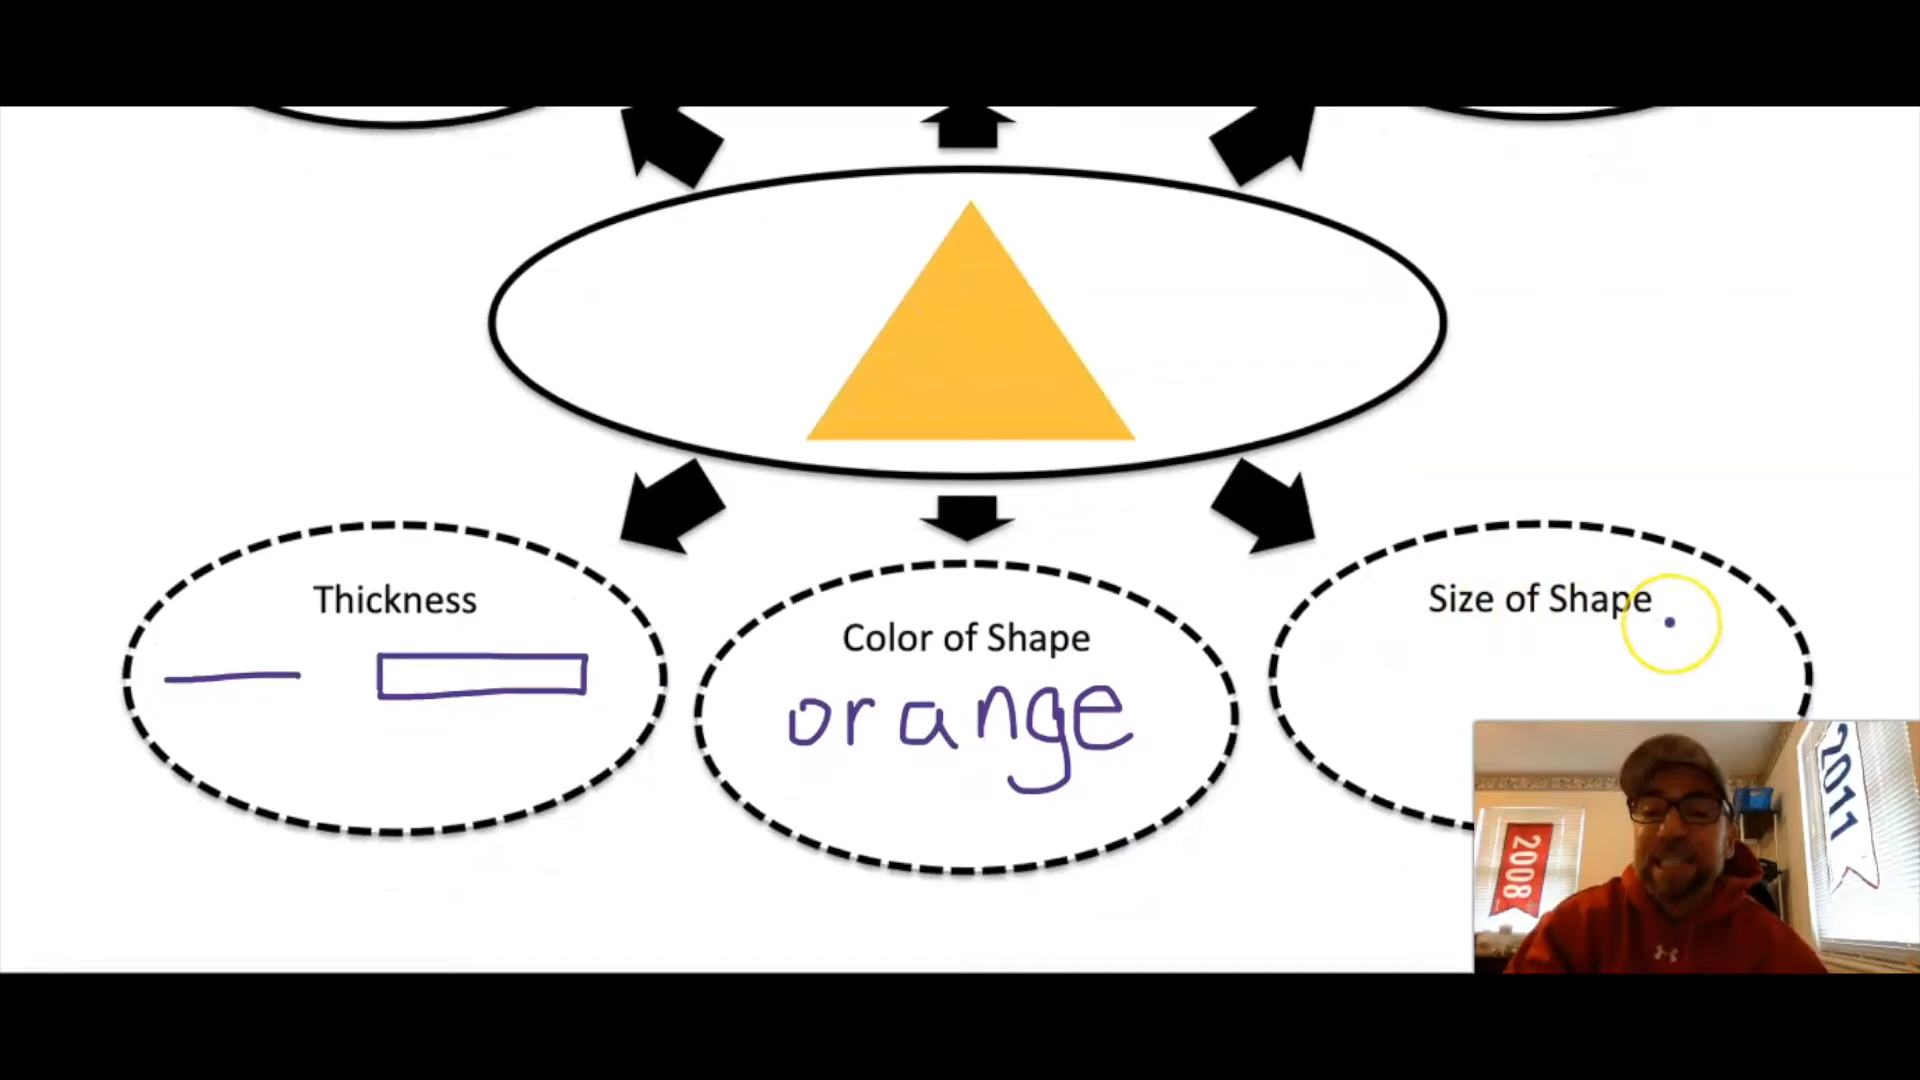 Thickness
Color of Shape
orange
Size of Shape
2008
2011